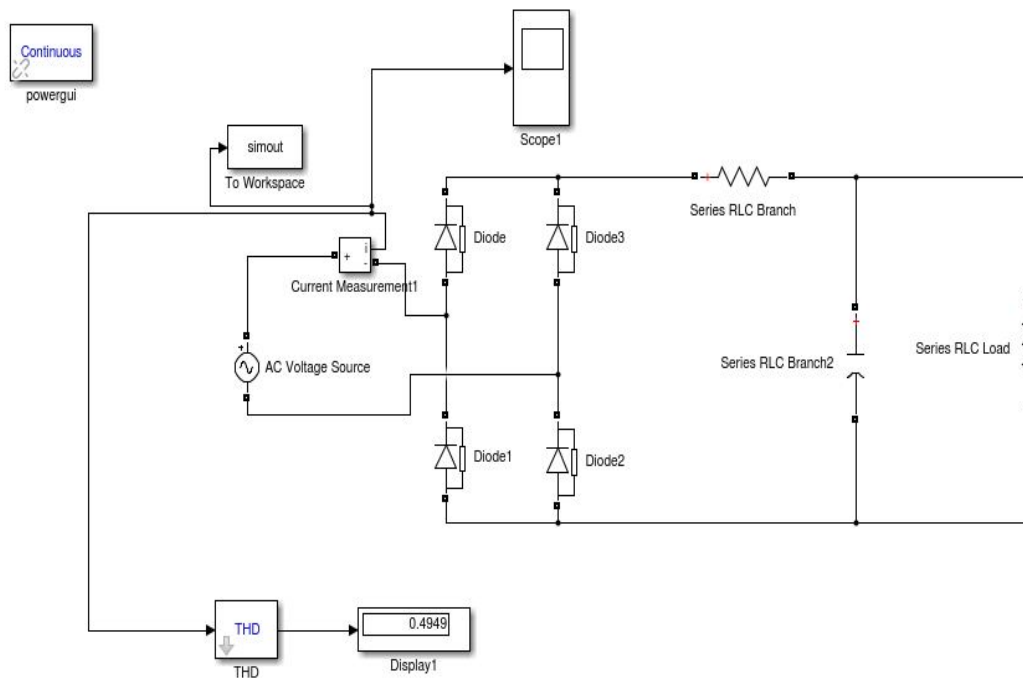 Continuous
powergui
Scope1
simout
To Workspace
Series RLC Branch
Diode
Diode3
+
i
-
Current Measurement1
+
AC Voltage Source
Series RLC Branch2
Series RLC Load
Diode1
Diode2
THD
THD
0.4949
Display1